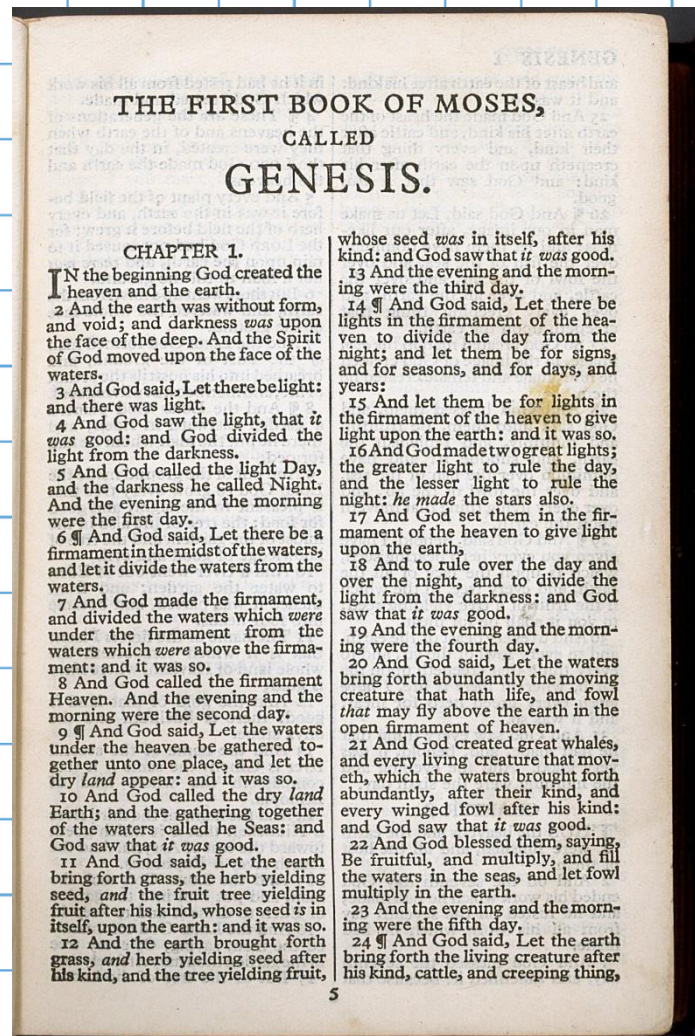 THE FIRST BOOK OF MOSES,
CALLED
GENESIS.
CHAPTER 1.
IN the beginning God created the
heaven and the earth.
2 And the earth was without form,
and void; and darkness was upon
the face of the deep. And the Spirit
of God moved upon the face of the
waters.
3 And God said, Let there be light:
and there was light.
4 And God saw the light, that it
was good: and God divided the
light from the darkness.
5 And God called the light Day,
and the darkness he called Night.
And the evening and the morning
were the first day.
6 ¶ And God said, Let there be a
firmament in the midst of the waters,
and let it divide the waters from the
waters.
7 And God made the firmament,
and divided the waters which were
under the firmament from the
waters which were above the firma-
ment: and it was so.
8 And God called the firmament
Heaven. And the evening and the
morning were the second day.
9 ¶ And God said, Let the waters
under the heaven be gathered to-
gether unto one place, and let the
dry land appear: and it was so.
10 And God called the dry land
Earth; and the gathering together
of the waters called he Seas: and
God saw that it was good.
11 And God said, Let the earth
bring forth grass, the herb yielding
seed, and the fruit tree yielding
fruit after his kind, whose seed is in
itself, upon the earth: and it was so.
12 And the earth brought forth
grass, and herb yielding seed after
his kind, and the tree yielding fruit,
whose seed was in itself, after his
kind: and God saw that it was good.
13 And the evening and the morn-
ing were the third day.
14 ¶ And God said, Let there be
lights in the firmament of the hea-
ven to divide the day from the
night; and let them be for signs,
and for seasons, and for days, and
years:
15 And let them be for lights in
the firmament of the heaven to give
light upon the earth: and it was so.
16 And God made two great lights;
the greater light to rule the day,
and the lesser light to rule the
night: he made the stars also.
17 And God set them in the fir-
mament of the heaven to give light
upon the earth,
18 And to rule over the day and
over the night, and to divide the
light from the darkness: and God
saw that it was good.
19 And the evening and the morn-
ing were the fourth day.
20 And God said, Let the waters
bring forth abundantly the moving
creature that hath life, and fowl
that may fly above the earth in the
open firmament of heaven.
21 And God created great whales,
and every living creature that mov-
eth, which the waters brought forth
abundantly, after their kind, and
every winged fowl after his kind:
and God saw that it was good.
22 And God blessed them, saying,
Be fruitful, and multiply, and fill
the waters in the seas, and let fowl
multiply in the earth.
23 And the evening and the morn-
ing were the fifth day.
24 ¶ And God said, Let the earth
bring forth the living creature after
his kind, cattle, and creeping thing,
5